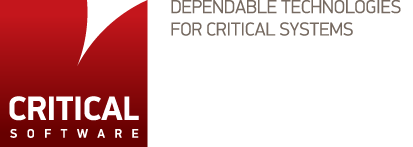 DEPENDABLE TECHNOLOGIES
FOR CRITICAL SYSTEMS
CRITICAL
SOFTWARE